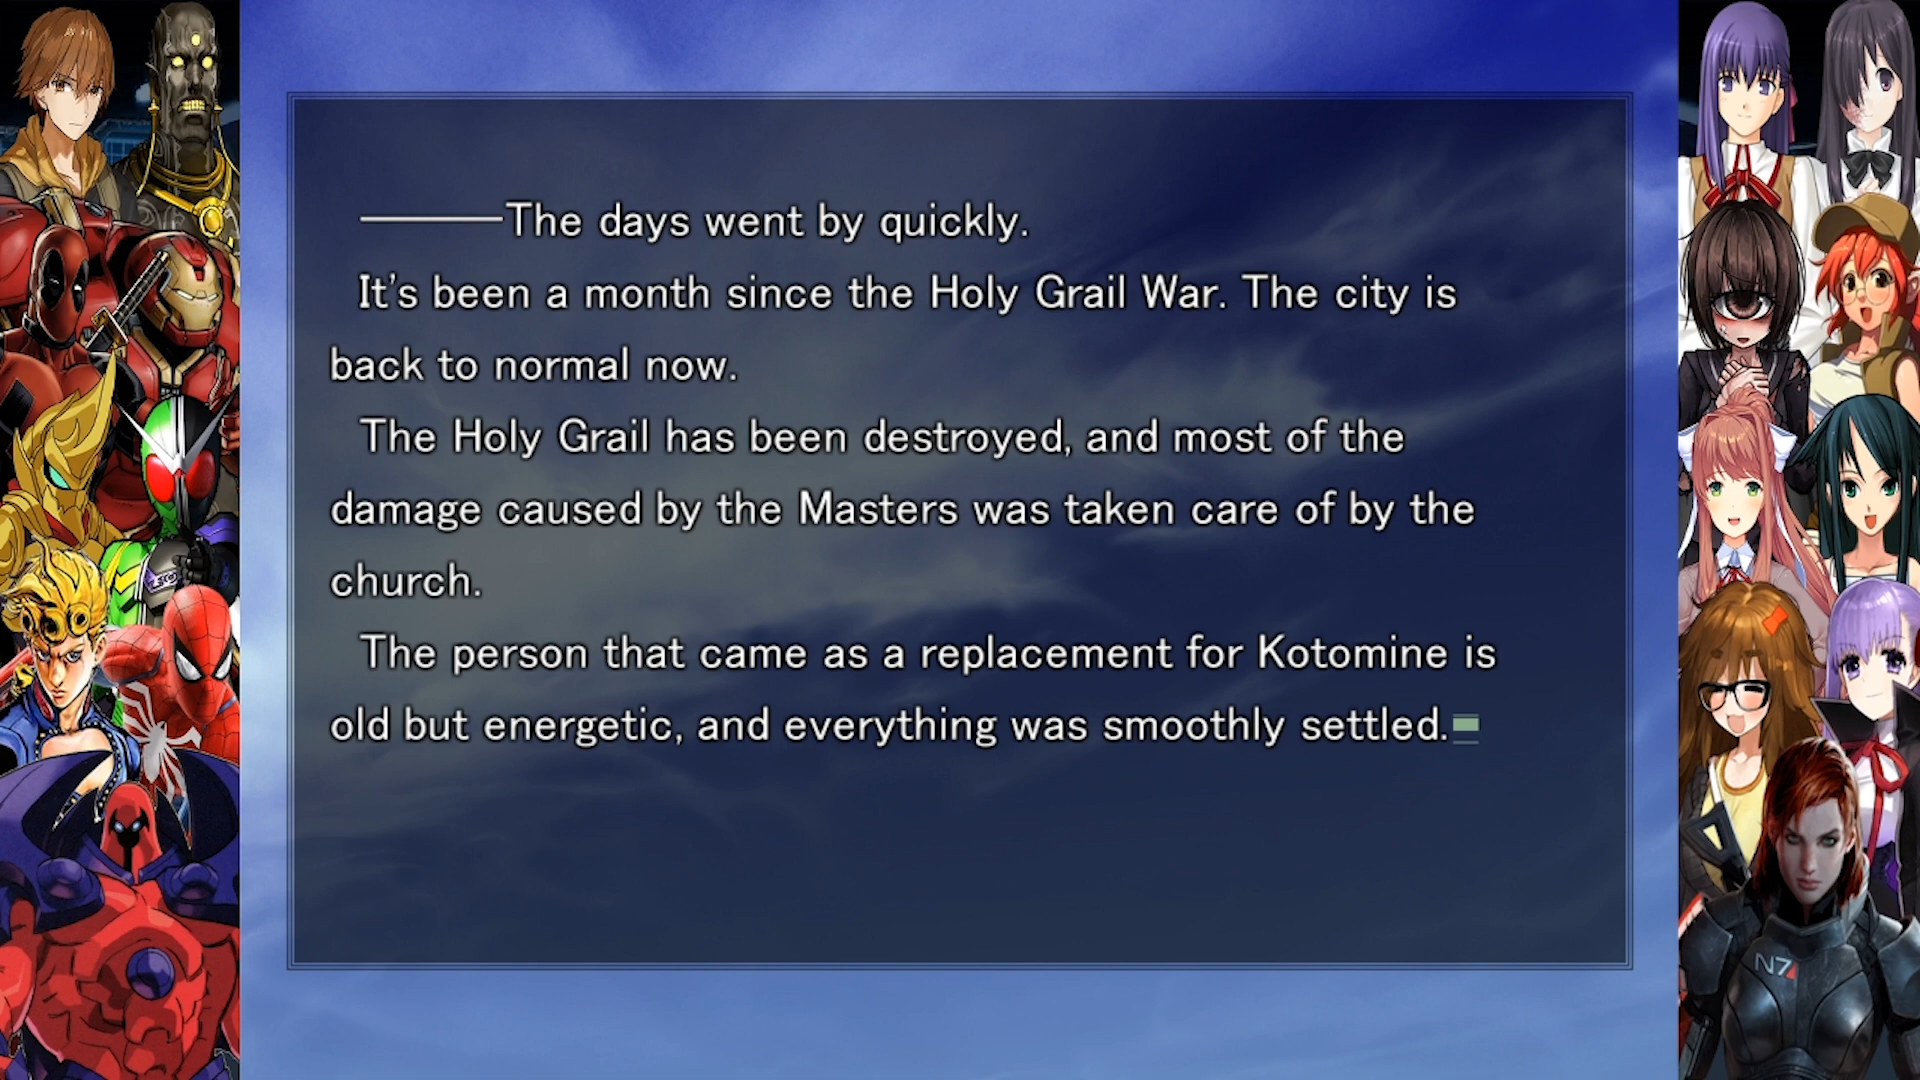 ————The days went by quickly.
It's been a month since the Holy Grail War. The city is
back to normal now.
The Holy Grail has been destroyed, and most of the
damage caused by the Masters was taken care of by the
church.
The person that came as a replacement for Kotomine is
old but energetic, and everything was smoothly settled.
N7